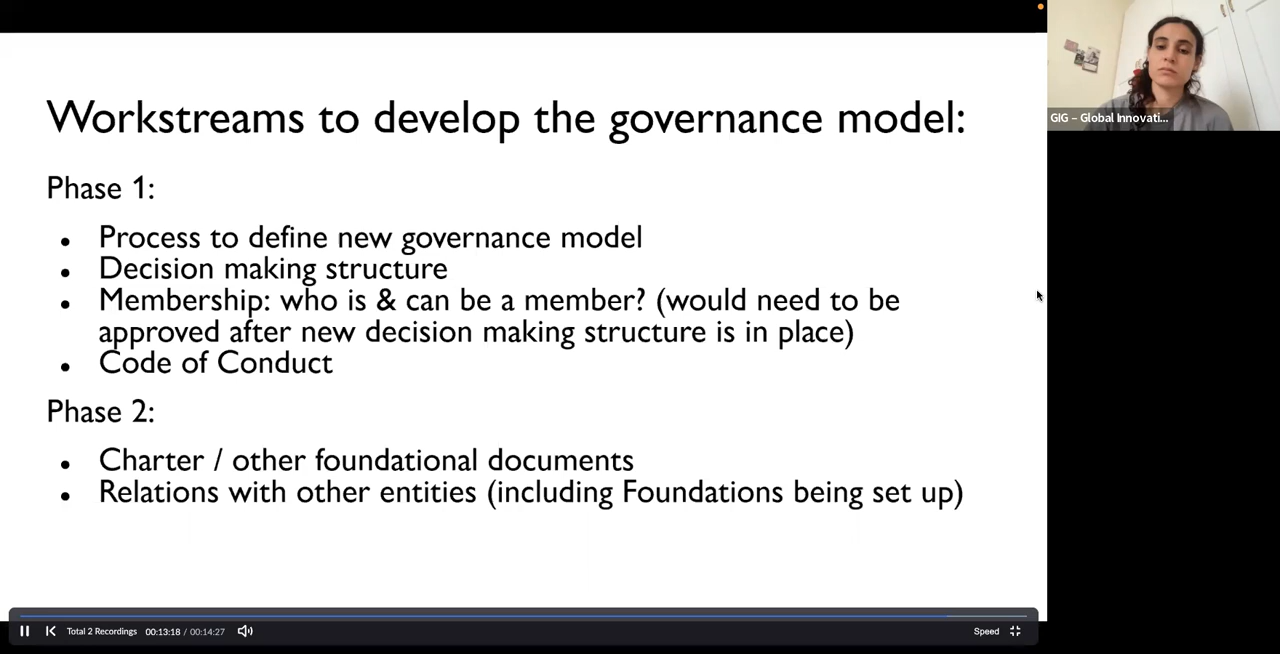 Workstreams to develop the governance model:
Phase 1:
• Process to define new governance model
• Decision making structure
• Membership: who is & can be a member? (would need to be
approved after new decision making structure is in place)
• Code of Conduct
Phase 2:
• Charter / other foundational documents
• Relations with other entities (including Foundations being set up)
GIG – Global Innovati...
Total 2 Recordings 00:13:18 / 00:14:27 Speed